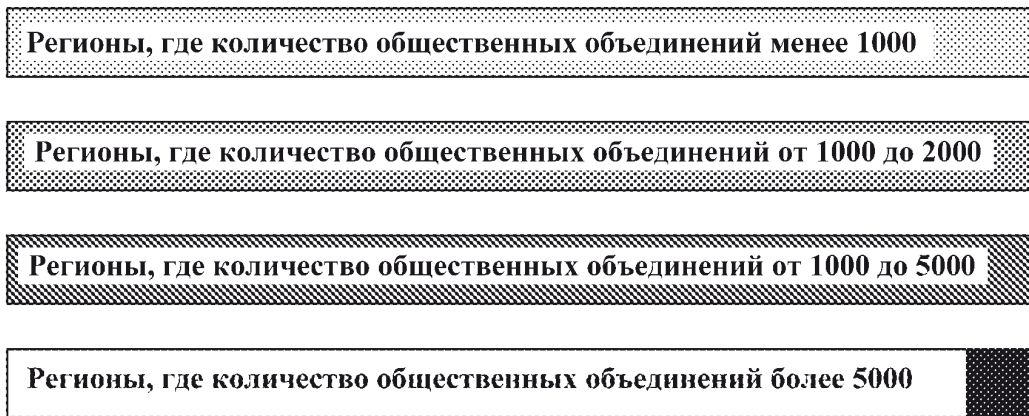 Регионы, где количество общественных объединений менее 1000
Регионы, где количество общественных объединений от 1000 до 2000
Регионы, где количество общественных объединений от 1000 до 5000
Регионы, где количество общественных объединений более 5000